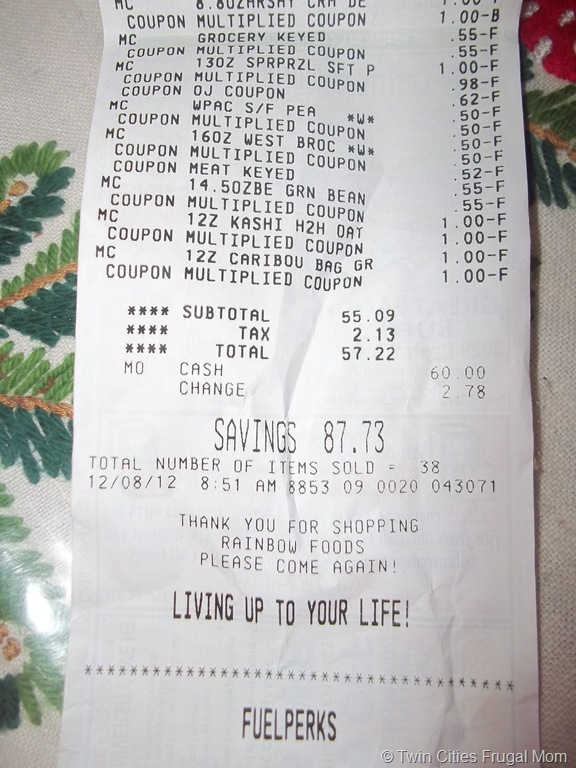 MC 8.8OZHRSHY CRM DE 1.00-F
COUPON MULTIPLIED COUPON 1.00-B
MC GROCERY KEYED .55-F
COUPON MULTIPLIED COUPON .55-F
MC 13OZ SPRPRZL SFT P 1.00-F
COUPON MULTIPLIED COUPON .98-F
COUPON OJ COUPON .62-F
MC WPAC S/F PEA *W* .50-F
COUPON MULTIPLIED COUPON .50-F
MC 16OZ WEST BROC *W* .50-F
COUPON MULTIPLIED COUPON .50-F
COUPON MEAT KEYED .52-F
MC 14.5OZBE GRN BEAN .55-F
COUPON MULTIPLIED COUPON .55-F
MC 12Z KASHI H2H OAT 1.00-F
COUPON MULTIPLIED COUPON 1.00-F
MC 12Z CARIBOU BAG GR 1.00-F
COUPON MULTIPLIED COUPON 1.00-F
**** SUBTOTAL 55.09
**** TAX 2.13
**** TOTAL 57.22
MO CASH 60.00
CHANGE 2.78
SAVINGS 87.73
TOTAL NUMBER OF ITEMS SOLD = 38
12/08/12 8:51 AM 8853 09 0020 043071
THANK YOU FOR SHOPPING
RAINBOW FOODS
PLEASE COME AGAIN!
LIVING UP TO YOUR LIFE!
****************************************
FUELPERKS
© Twin Cities Frugal Mom